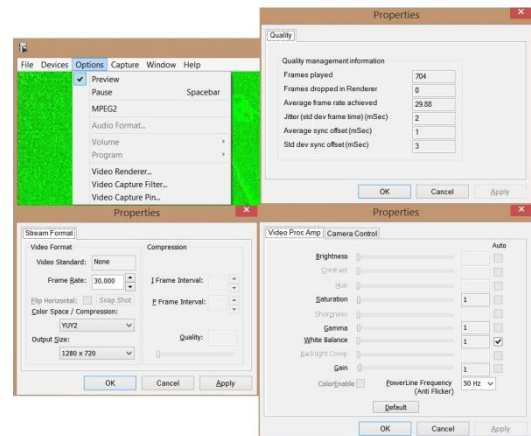 File Devices Options Capture Window Help
Preview
Pause Spacebar
MPEG2
Audio Format...
Volume
Program
Video Renderer...
Video Capture Filter...
Video Capture Pin...
Properties
Quality
Quality management information
Frames played 704
Frames dropped in Renderer 0
Average frame rate achieved 29.88
Jitter (std dev frame time) (mSec) 2
Average sync offset (mSec) 1
Std dev sync offset (mSec) 3
OK Cancel Apply
Properties
Stream Format
Video Format Compression
Video Standard: None
Frame Rate: 30.000 I Frame Interval:
Flip Horizontal: Snap Shot P Frame Interval:
Color Space / Compression:
YUY2 Quality:
Output Size:
1280 x 720
OK Cancel Apply
Properties
Video Proc Amp Camera Control
Auto
Brightness
Contrast
Hue
Saturation 1
Sharpness
Gamma 1
White Balance 1
Backlight Comp
Gain 1
ColorEnable PowerLine Frequency 50 Hz
(Anti Flicker)
Default
OK Cancel Apply